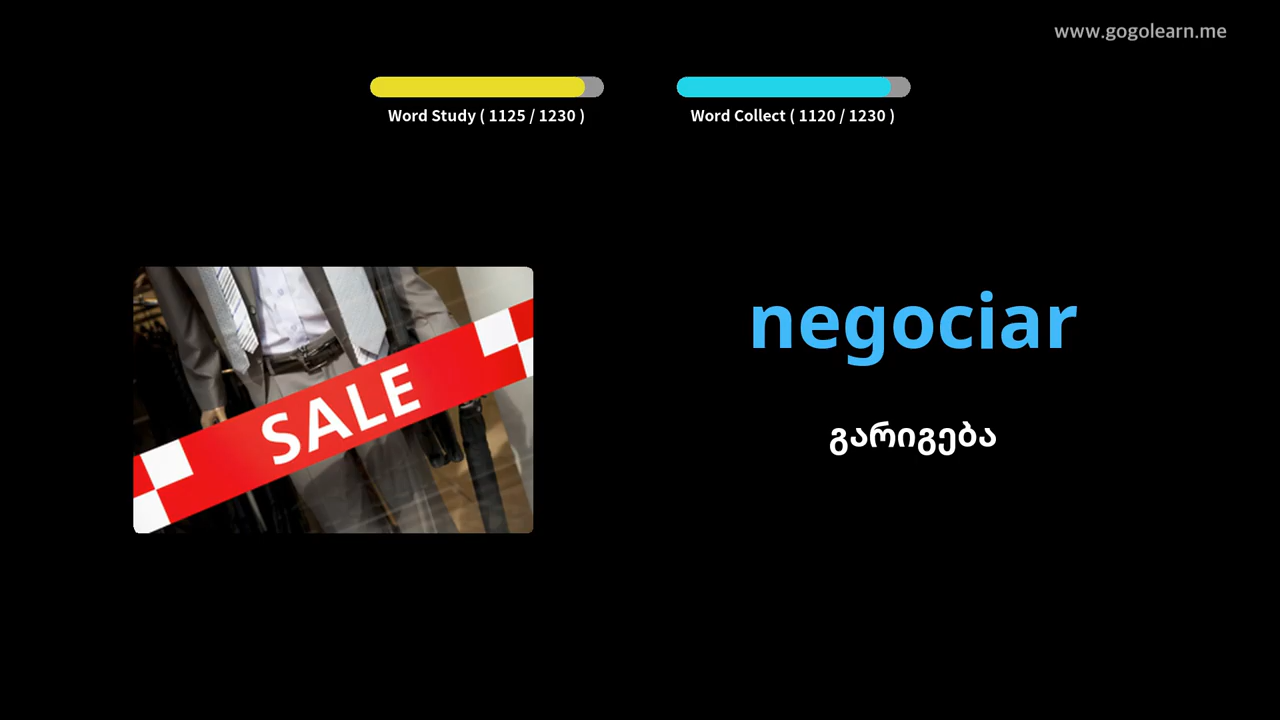 www.gogolearn.me
Word Study ( 1125 / 1230 )
Word Collect ( 1120 / 1230 )
SALE
negociar
გარიგება